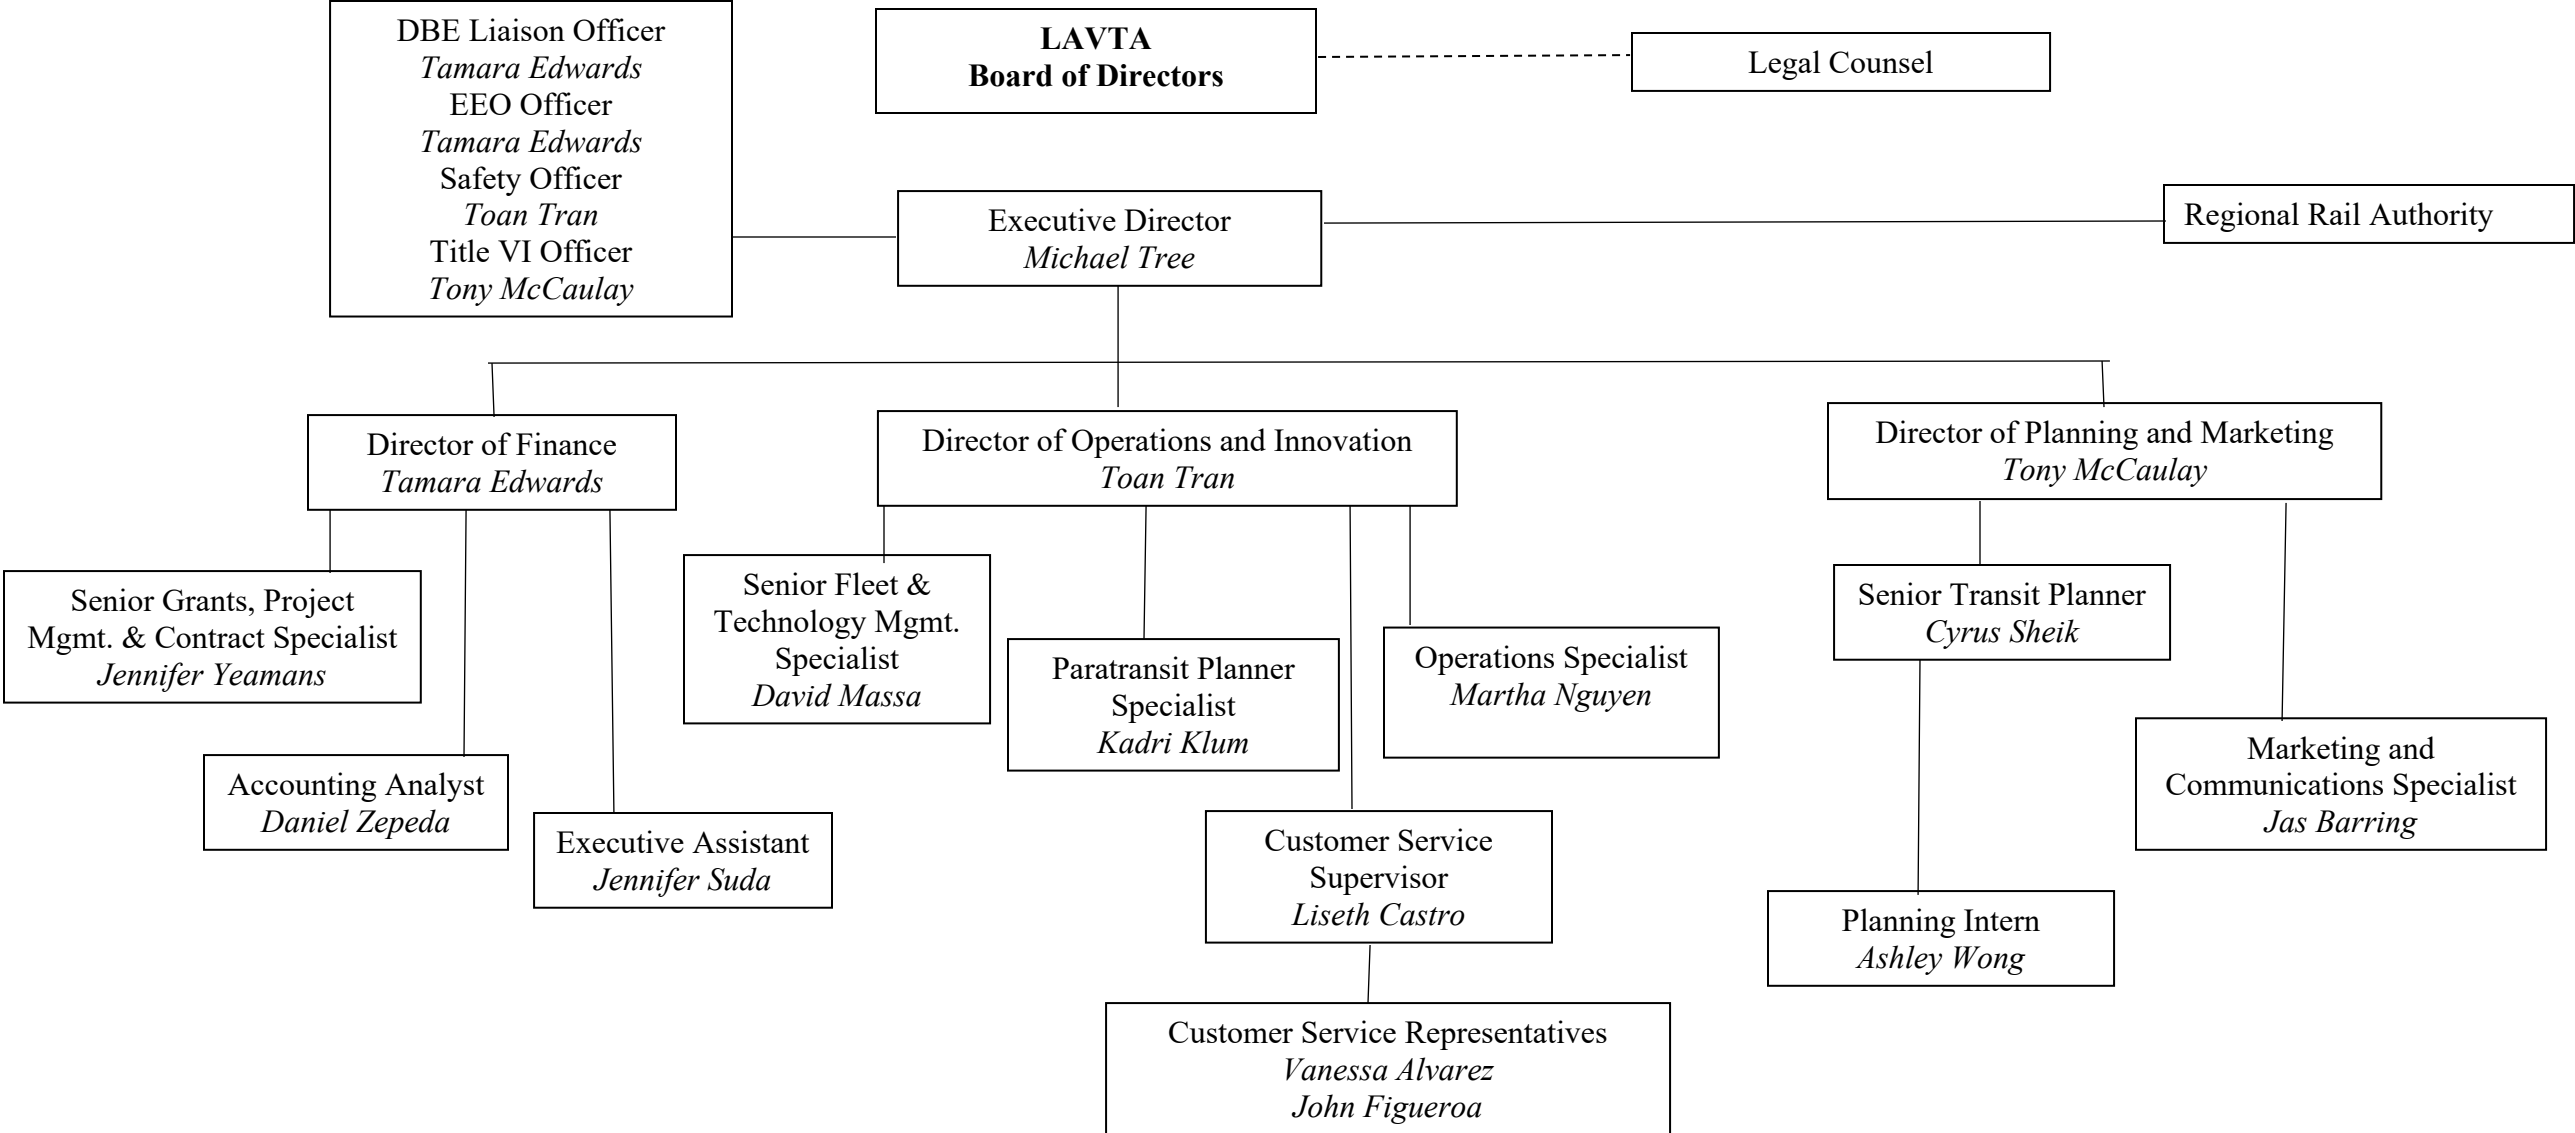 DBE Liaison Officer
Tamara Edwards
EEO Officer
Tamara Edwards
Safety Officer
Toan Tran
Title VI Officer
Tony McCaulay
LAVTA
Board of Directors
Legal Counsel
Executive Director
Michael Tree
Regional Rail Authority
Director of Finance
Tamara Edwards
Director of Operations and Innovation
Toan Tran
Director of Planning and Marketing
Tony McCaulay
Senior Grants, Project
Mgmt. & Contract Specialist
Jennifer Yeamans
Accounting Analyst
Daniel Zepeda
Executive Assistant
Jennifer Suda
Senior Fleet &
Technology Mgmt.
Specialist
David Massa
Paratransit Planner
Specialist
Kadri Klum
Operations Specialist
Martha Nguyen
Customer Service
Supervisor
Liseth Castro
Customer Service Representatives
Vanessa Alvarez
John Figueroa
Senior Transit Planner
Cyrus Sheik
Planning Intern
Ashley Wong
Marketing and
Communications Specialist
Jas Barring